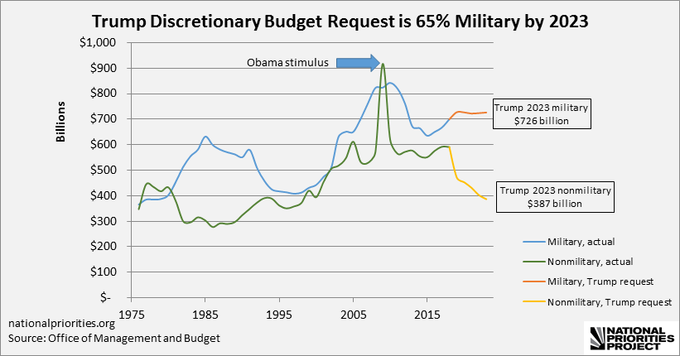 Trump Discretionary Budget Request is 65% Military by 2023
$1,000
$900
$800
$700
$600
$500
$400
$300
$200
$100
$-
Billions
Obama stimulus
Trump 2023 military
$726 billion
Trump 2023 nonmilitary
$387 billion
Military, actual
Nonmilitary, actual
Military, Trump request
Nonmilitary, Trump request
1975
1985
1995
2005
2015
nationalpriorities.org
Source: Office of Management and Budget
NATIONAL
PRIORITIES
PROJECT